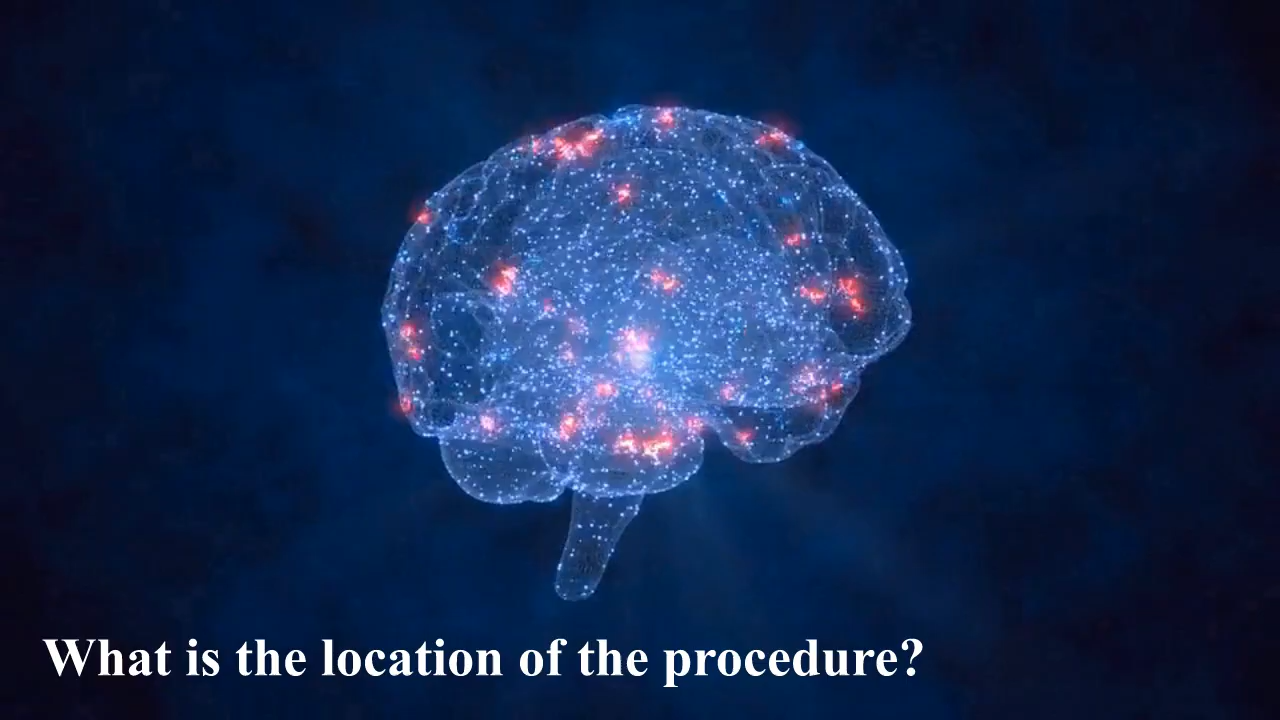 What is the location of the procedure?